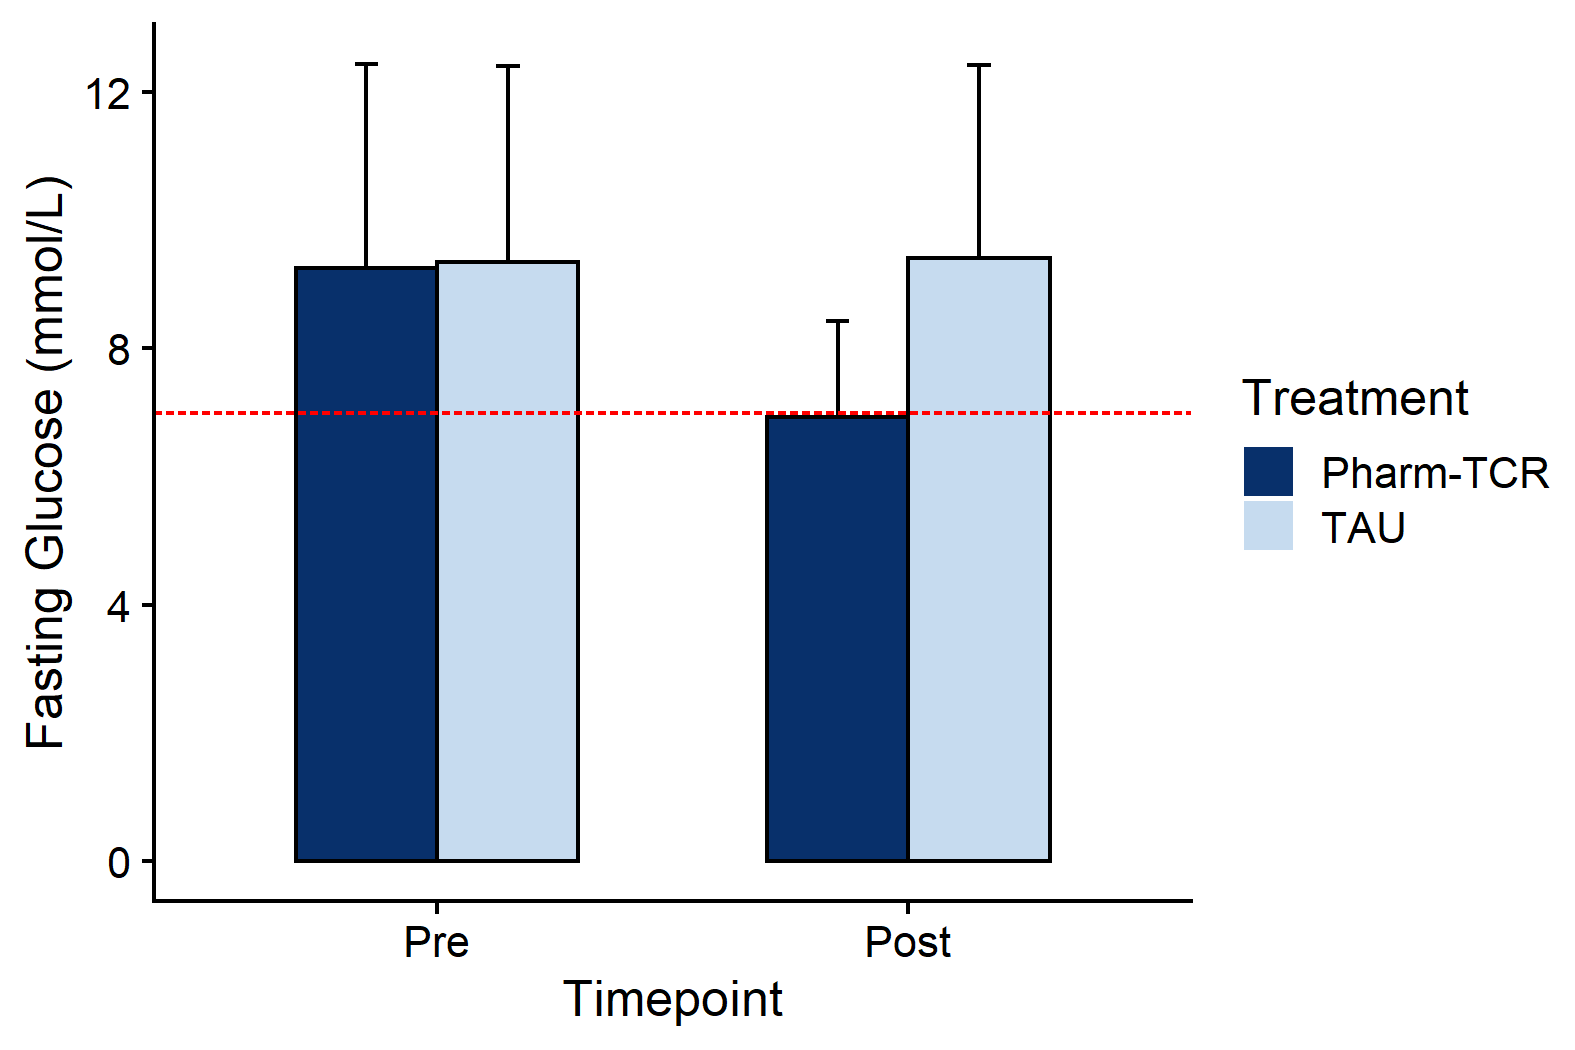 Fasting Glucose (mmol/L)
12
8
4
0
Pre
Post
Timepoint
Treatment
Pharm-TCR
TAU